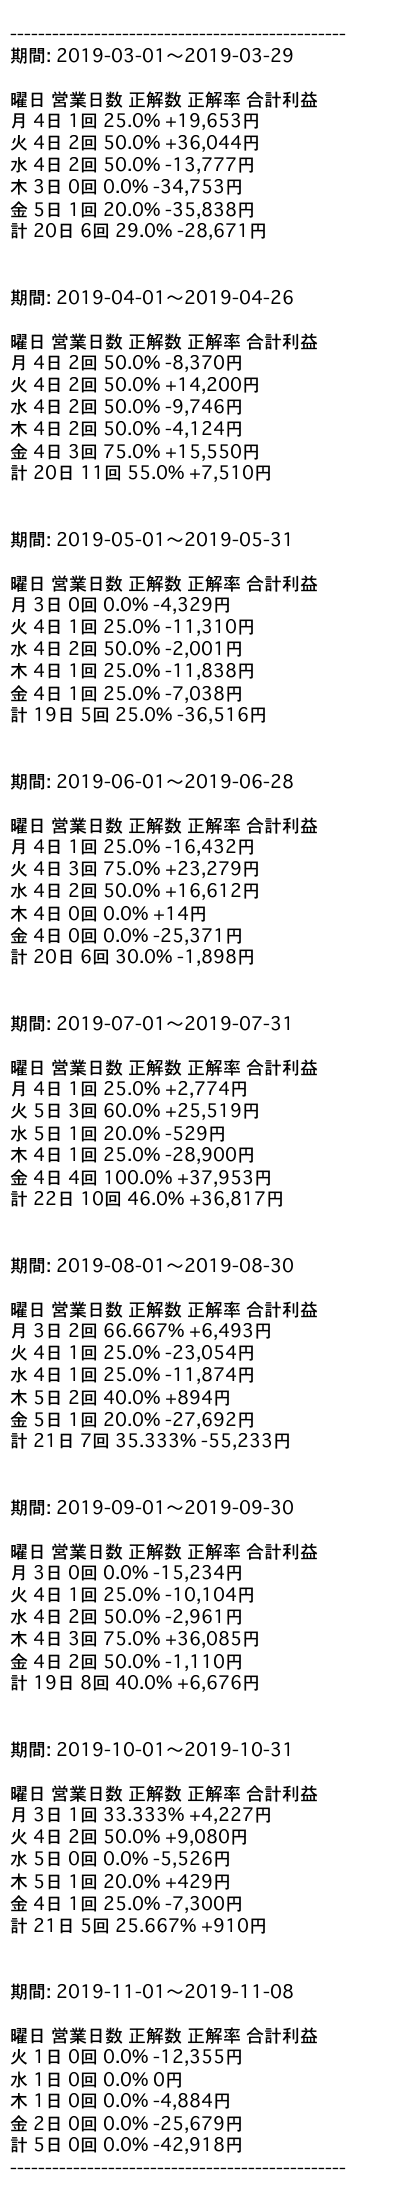 ------------------------------------------------
期間: 2019-03-01～2019-03-29
曜日 営業日数 正解数 正解率 合計利益
月 4日 1回 25.0% +19,653円
火 4日 2回 50.0% +36,044円
水 4日 2回 50.0% -13,777円
木 3日 0回 0.0% -34,753円
金 5日 1回 20.0% -35,838円
計 20日 6回 29.0% -28,671円
期間: 2019-04-01～2019-04-26
曜日 営業日数 正解数 正解率 合計利益
月 4日 2回 50.0% -8,370円
火 4日 2回 50.0% +14,200円
水 4日 2回 50.0% -9,746円
木 4日 2回 50.0% -4,124円
金 4日 3回 75.0% +15,550円
計 20日 11回 55.0% +7,510円
期間: 2019-05-01～2019-05-31
曜日 営業日数 正解数 正解率 合計利益
月 3日 0回 0.0% -4,329円
火 4日 1回 25.0% -11,310円
水 4日 2回 50.0% -2,001円
木 4日 1回 25.0% -11,838円
金 4日 1回 25.0% -7,038円
計 19日 5回 25.0% -36,516円
期間: 2019-06-01～2019-06-28
曜日 営業日数 正解数 正解率 合計利益
月 4日 1回 25.0% -16,432円
火 4日 3回 75.0% +23,279円
水 4日 2回 50.0% +16,612円
木 4日 0回 0.0% +14円
金 4日 0回 0.0% -25,371円
計 20日 6回 30.0% -1,898円
期間: 2019-07-01～2019-07-31
曜日 営業日数 正解数 正解率 合計利益
月 4日 1回 25.0% +2,774円
火 5日 3回 60.0% +25,519円
水 5日 1回 20.0% -529円
木 4日 1回 25.0% -28,900円
金 4日 4回 100.0% +37,953円
計 22日 10回 46.0% +36,817円
期間: 2019-08-01～2019-08-30
曜日 営業日数 正解数 正解率 合計利益
月 3日 2回 66.667% +6,493円
火 4日 1回 25.0% -23,054円
水 4日 1回 25.0% -11,874円
木 5日 2回 40.0% +894円
金 5日 1回 20.0% -27,692円
計 21日 7回 35.333% -55,233円
期間: 2019-09-01～2019-09-30
曜日 営業日数 正解数 正解率 合計利益
月 3日 0回 0.0% -15,234円
火 4日 1回 25.0% -10,104円
水 4日 2回 50.0% -2,961円
木 4日 3回 75.0% +36,085円
金 4日 2回 50.0% -1,110円
計 19日 8回 40.0% +6,676円
期間: 2019-10-01～2019-10-31
曜日 営業日数 正解数 正解率 合計利益
月 3日 1回 33.333% +4,227円
火 4日 2回 50.0% +9,080円
水 5日 0回 0.0% -5,526円
木 5日 1回 20.0% +429円
金 4日 1回 25.0% -7,300円
計 21日 5回 25.667% +910円
期間: 2019-11-01～2019-11-08
曜日 営業日数 正解数 正解率 合計利益
火 1日 0回 0.0% -12,355円
水 1日 0回 0.0% 0円
木 1日 0回 0.0% -4,884円
金 2日 0回 0.0% -25,679円
計 5日 0回 0.0% -42,918円
------------------------------------------------